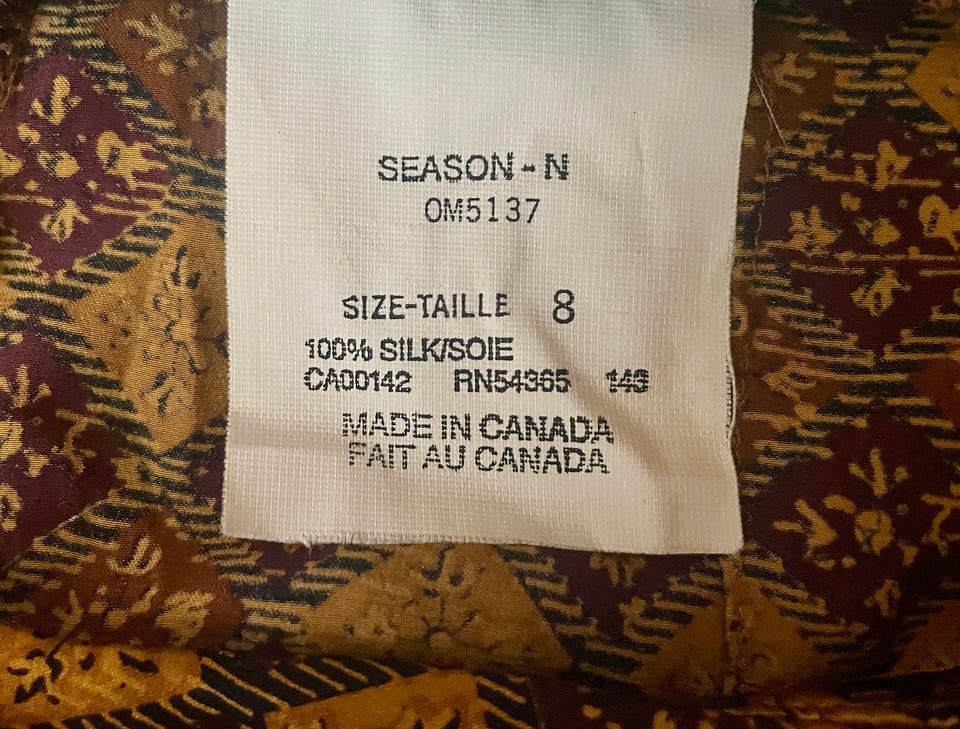 SEASON-N
OM5137
SIZE-TAILLE 8
100% SILK/SOIE
CA00142 RN54365 143
MADE IN CANADA
FAIT AU CANADA